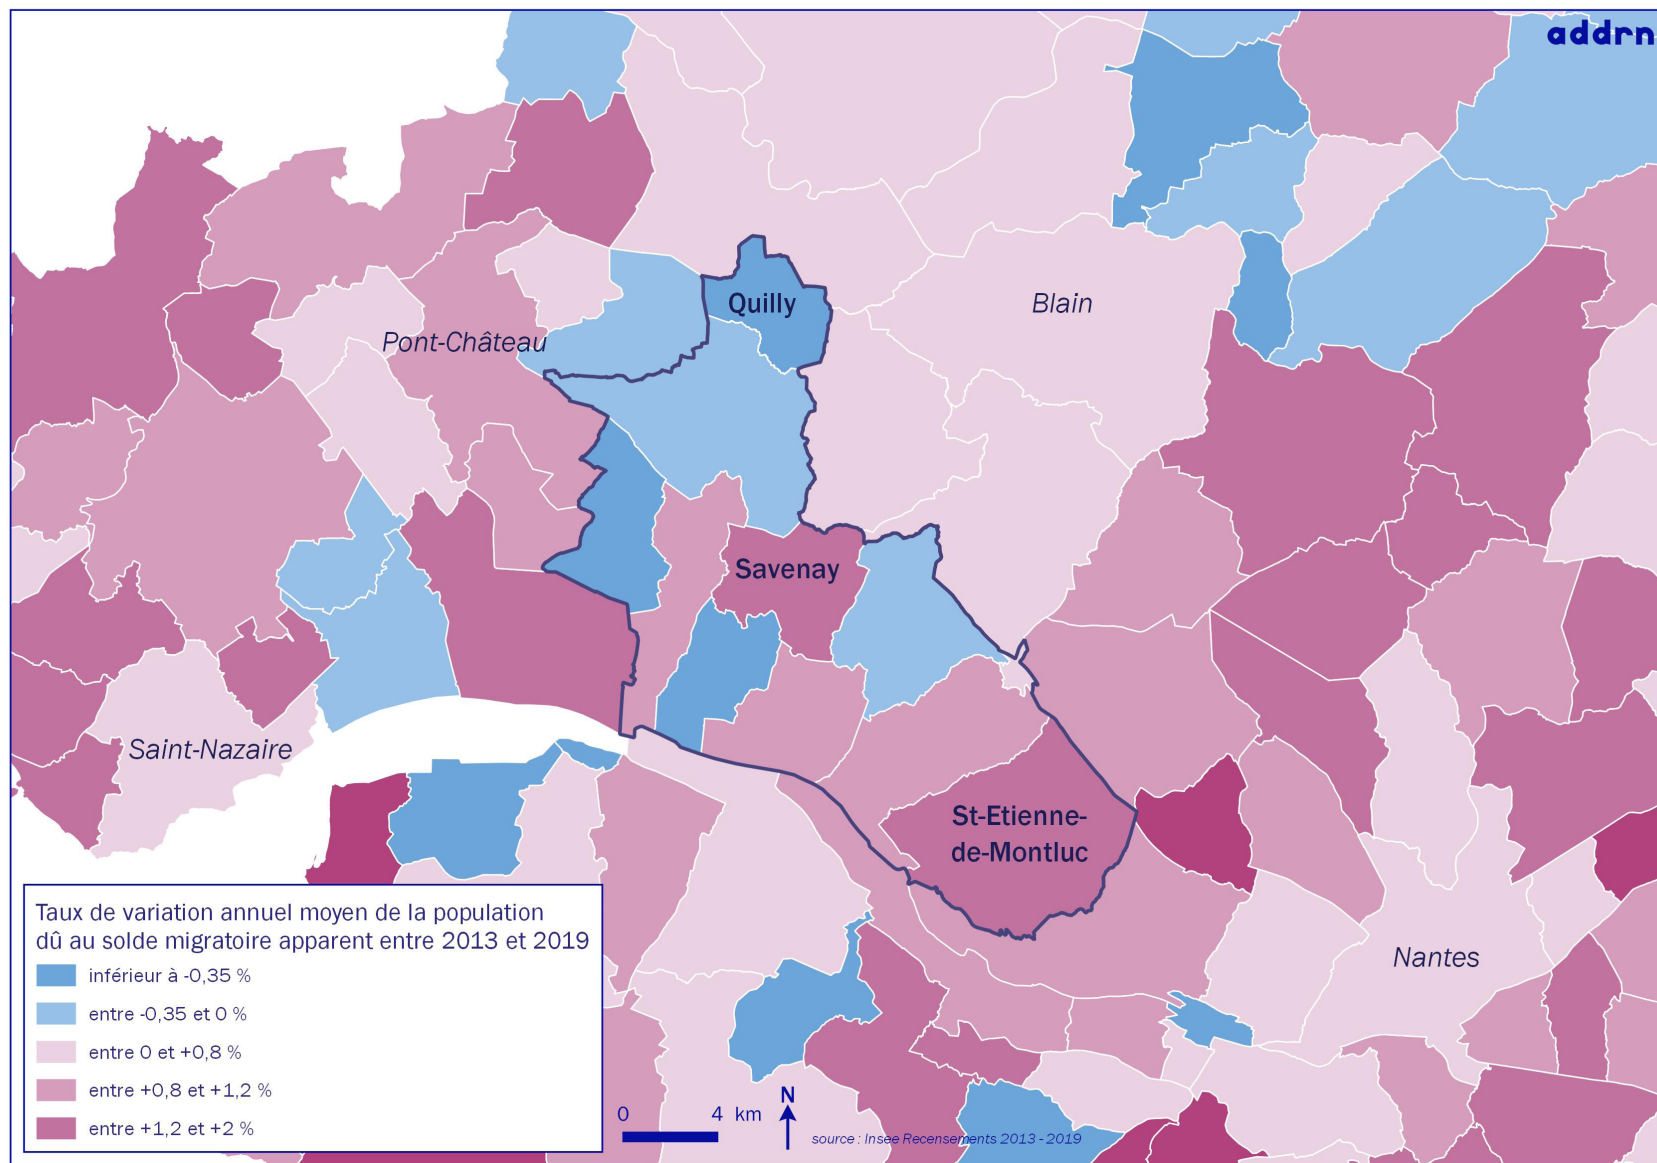 addrn
Quilly
Blain
Pont-Château
Savenay
Saint-Nazaire
St-Etienne-
de-Montluc
Nantes
Taux de variation annuel moyen de la population
dû au solde migratoire apparent entre 2013 et 2019
inférieur à -0,35 %
entre -0,35 et 0 %
entre 0 et +0,8 %
entre +0,8 et +1,2 %
entre +1,2 et +2 %
N
0 4 km
source : Insee Recensements 2013 - 2019